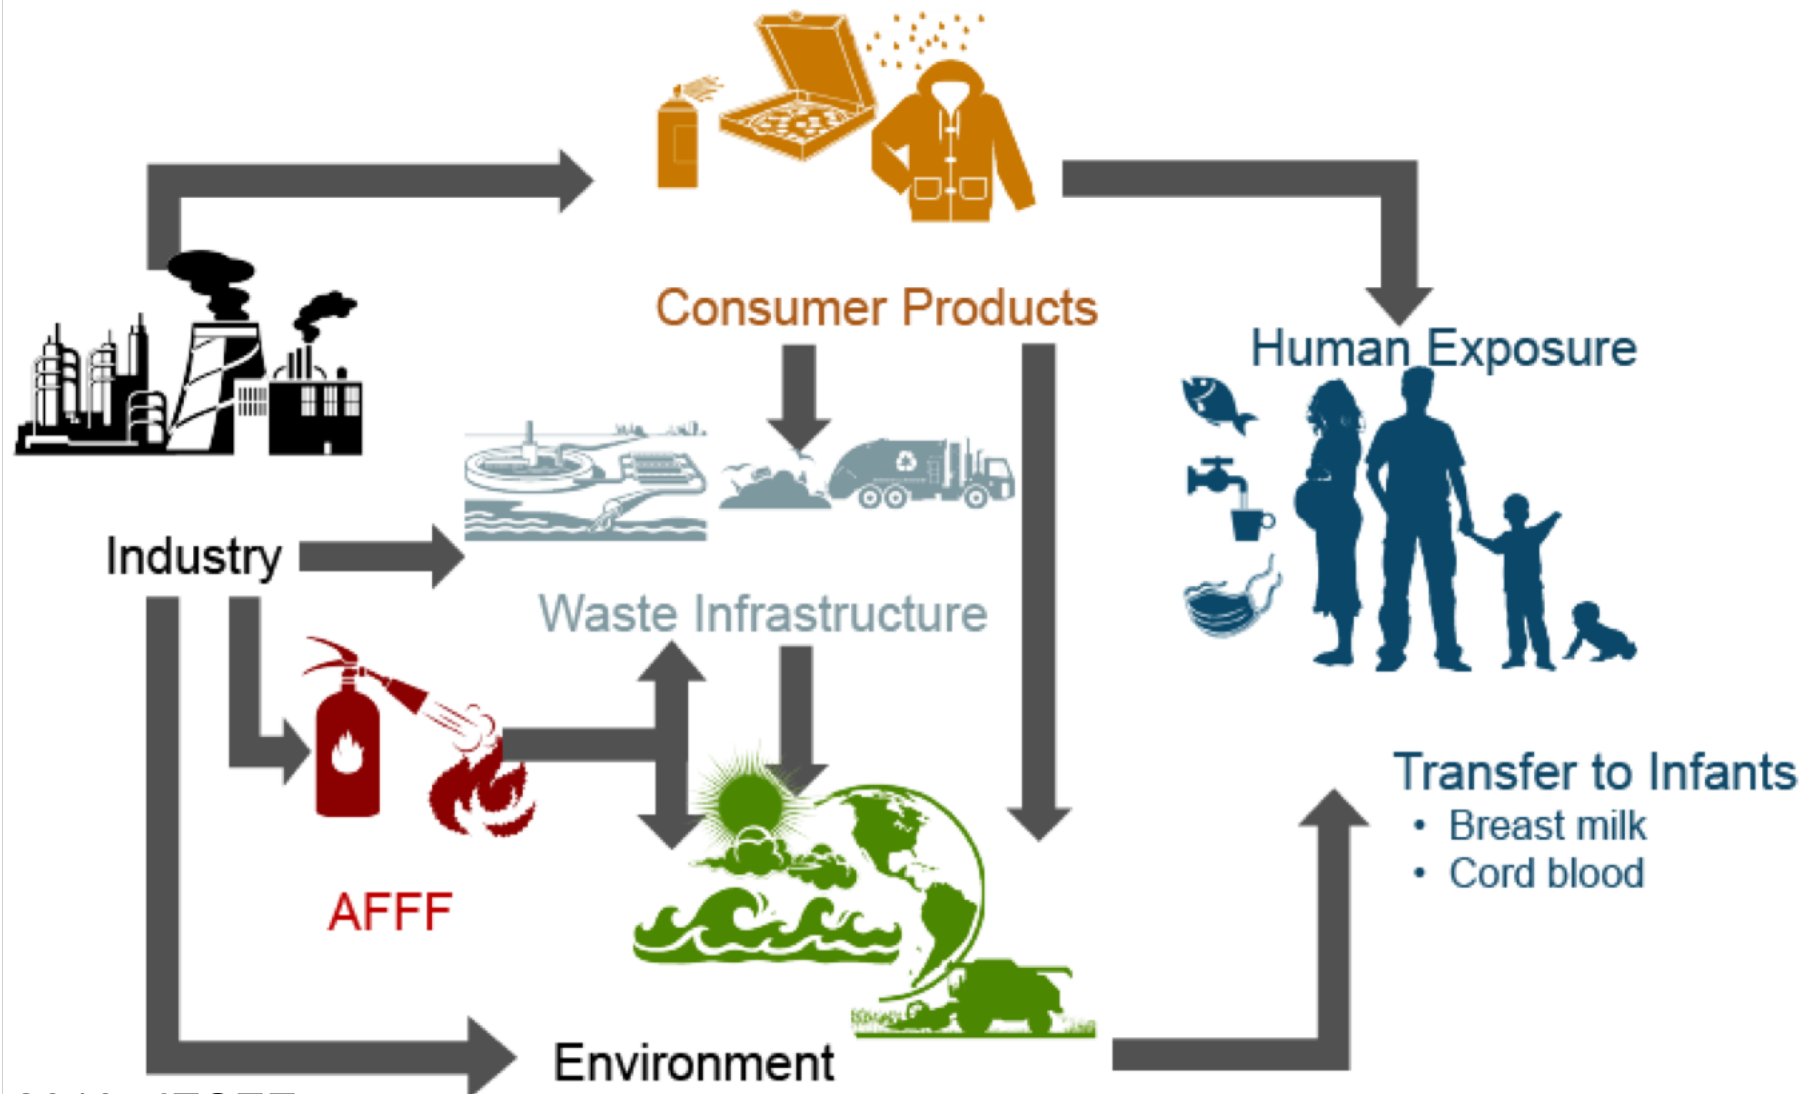 Consumer Products
Human Exposure
Industry
Waste Infrastructure
Transfer to Infants
• Breast milk
• Cord blood
AFFF
Environment